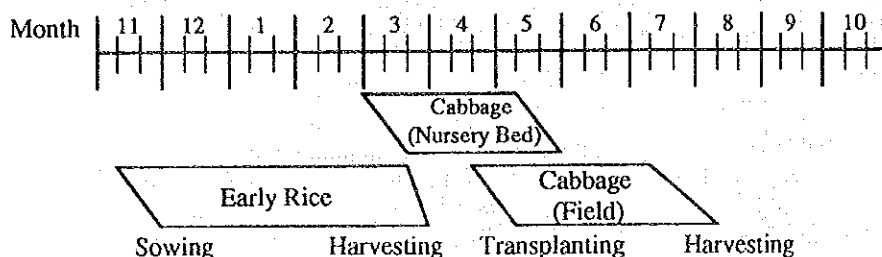 Month 11 12 1 2 3 4 5 6 7 8 9 10
Cabbage
(Nursery Bed)
Early Rice
Cabbage
(Field)
Sowing Harvesting Transplanting Harvesting